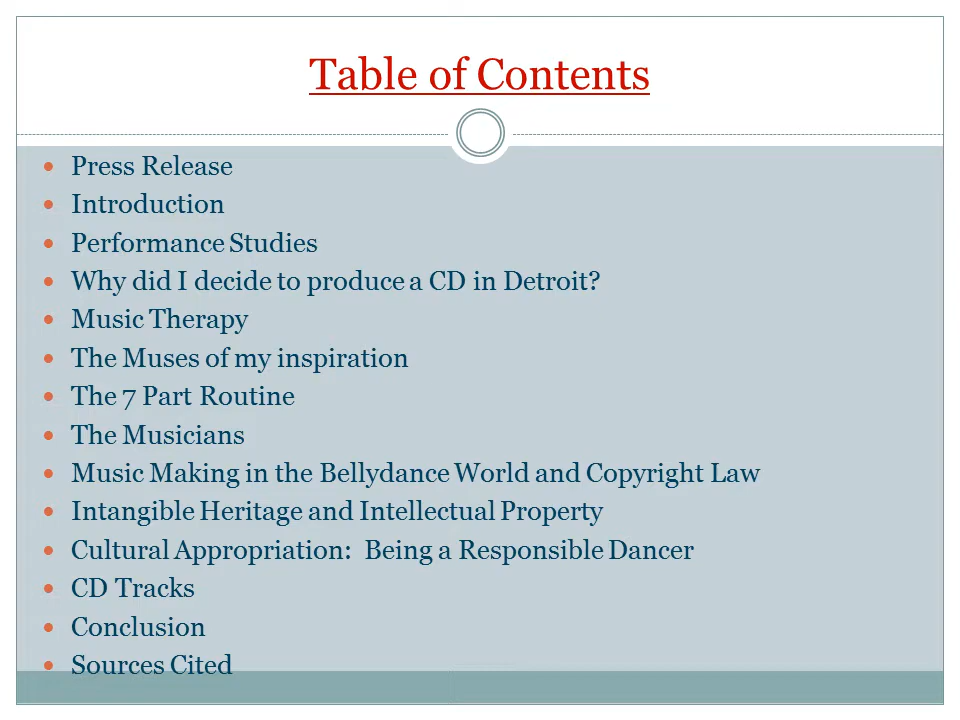 Table of Contents
Press Release
Introduction
Performance Studies
Why did I decide to produce a CD in Detroit?
Music Therapy
The Muses of my inspiration
The 7 Part Routine
The Musicians
Music Making in the Bellydance World and Copyright Law
Intangible Heritage and Intellectual Property
Cultural Appropriation:  Being a Responsible Dancer
CD Tracks
Conclusion
Sources Cited